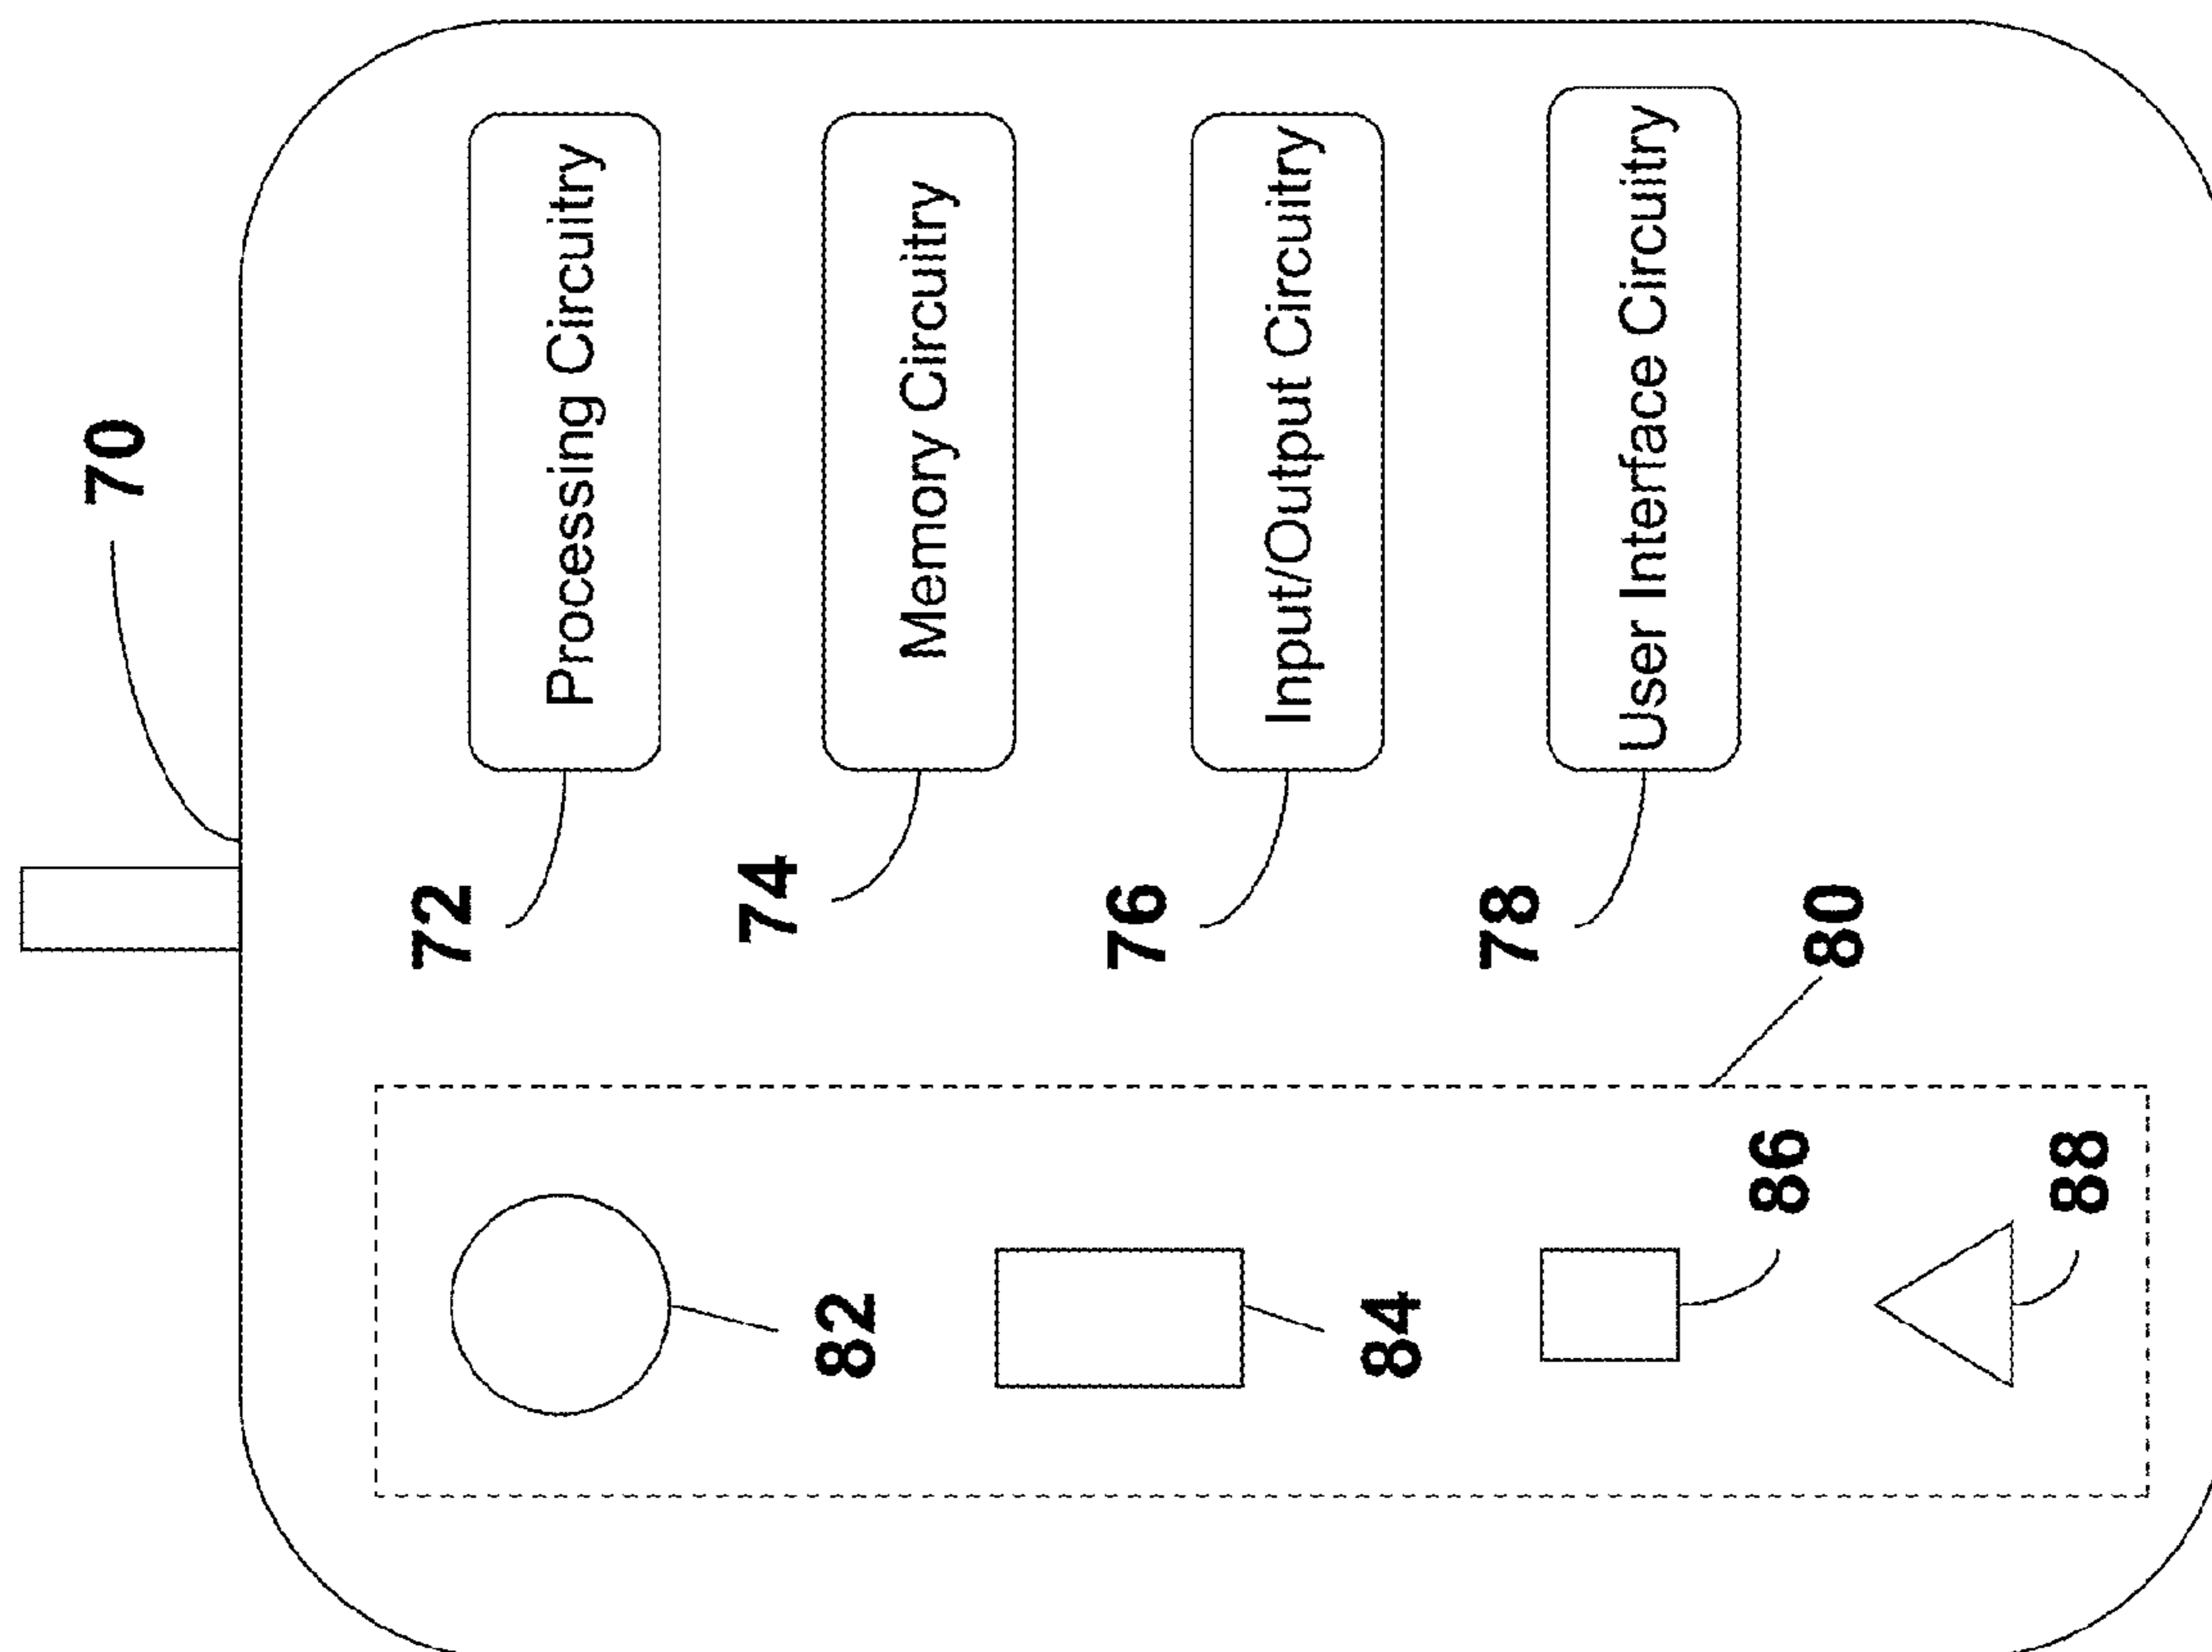 70
72
Processing Circuitry
74
Memory Circuitry
76
Input/Output Circuitry
78
User Interface Circuitry
80
82
84
86
88